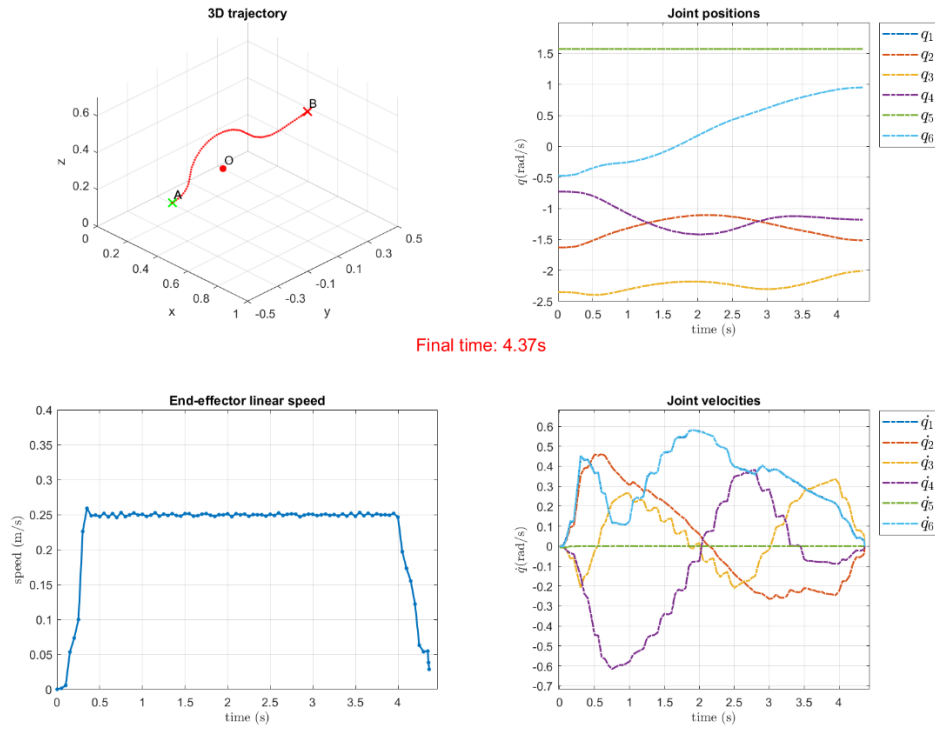 3D trajectory
0.6
0.4
0.2
0
z
0
0.2
0.4
0.6
0.8
1
x
-0.5
-0.3
-0.1
0.1
0.3
0.5
y
A
O
B
Joint positions
1.5
1
0.5
0
-0.5
-1
-1.5
-2
-2.5
q(rad/s)
0
0.5
1
1.5
2
2.5
3
3.5
4
time (s)
q₁
q₂
q₃
q₄
q₅
q₆
Final time: 4.37s
End-effector linear speed
0.4
0.35
0.3
0.25
0.2
0.15
0.1
0.05
0
speed (m/s)
0
0.5
1
1.5
2
2.5
3
3.5
4
time (s)
Joint velocities
0.6
0.5
0.4
0.3
0.2
0.1
0
-0.1
-0.2
-0.3
-0.4
-0.5
-0.6
-0.7
q̇(rad/s)
0
0.5
1
1.5
2
2.5
3
3.5
4
time (s)
q̇₁
q̇₂
q̇₃
q̇₄
q̇₅
q̇₆